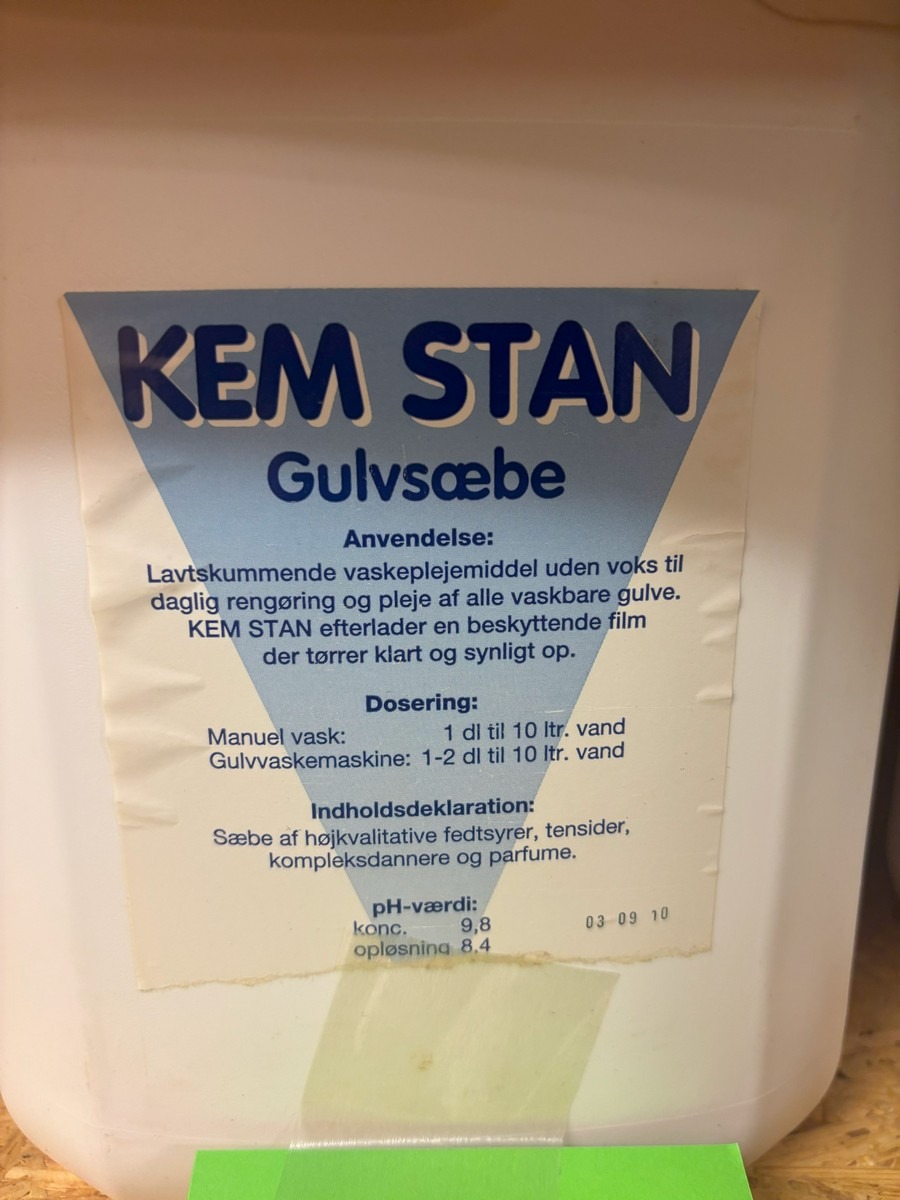 KEM STAN
Gulvsæbe
Anvendelse:
Lavtskummende vaskeplejemiddel uden voks til
daglig rengøring og pleje af alle vaskbare gulve.
KEM STAN efterlader en beskyttende film
der tørrer klart og synligt op.
Dosering:
Manuel vask: 1 dl til 10 ltr. vand
Gulvvaskemaskine: 1-2 dl til 10 ltr. vand
Indholdsdeklaration:
Sæbe af højkvalitative fedtsyrer, tensider,
kompleksdannere og parfume.
pH-værdi:
konc. 9,8
opløsning 8,4
03 09 10